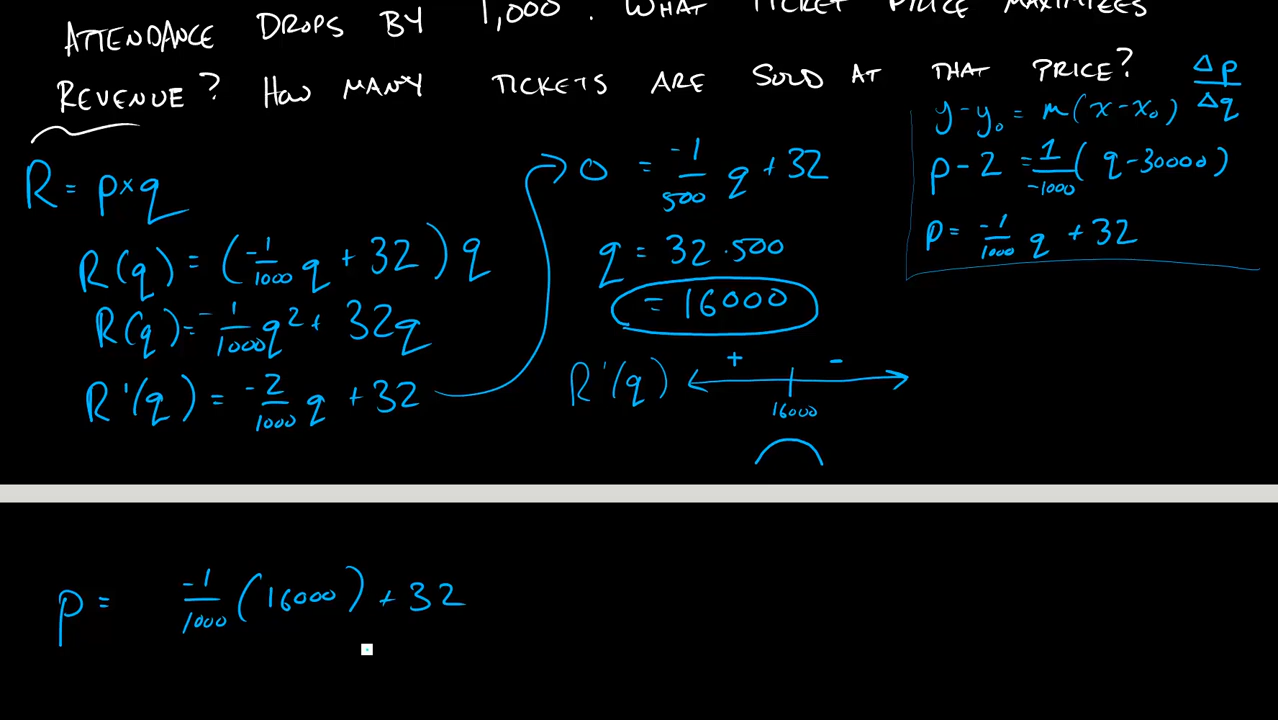 ATTENDANCE DROPS BY 1,000. WHAT TICKET PRICE MAXIMIZES
REVENUE? HOW MANY TICKETS ARE SOLD AT THAT PRICE?
R = p×q
R(q) = (-1/1000 q + 32) q
R(q) = -1/1000 q² + 32q
R'(q) = -2/1000 q + 32
0 = -1/500 q + 32
q = 32·500
= 16000
R'(q) + -
16000
Δp/Δq
y-y₀ = m(x-x₀)
p-2 = 1/-1000 (q-30000)
p = -1/1000 q + 32
p = -1/1000 (16000) + 32